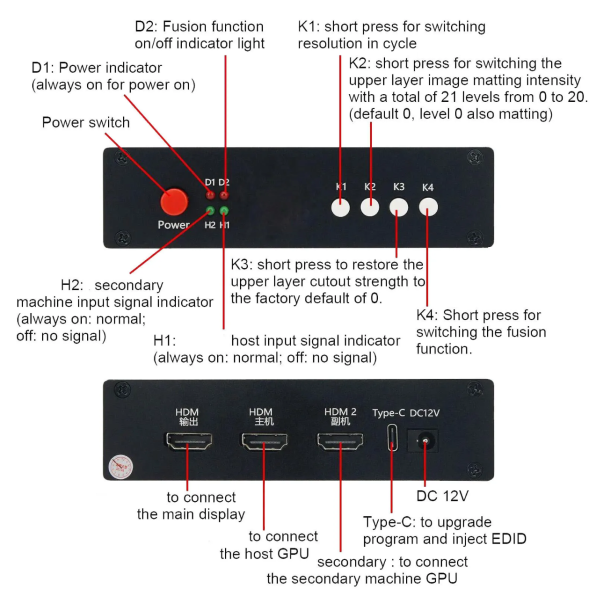 D2: Fusion function
on/off indicator light
K1: short press for switching
resolution in cycle
K2: short press for switching the
upper layer image matting intensity
with a total of 21 levels from 0 to 20.
(default 0, level 0 also matting)
D1: Power indicator
(always on for power on)
Power switch
D1 D2
K1 K2 K3 K4
Power
H2 H1
H2: secondary
machine input signal indicator
(always on: normal;
off: no signal)
K3: short press to restore the
upper layer cutout strength to
the factory default of 0.
H1: host input signal indicator
(always on: normal; off: no signal)
K4: Short press for
switching the fusion
function.
HDM
输出
HDM
主机
HDM 2
副机
Type-C DC12V
to connect
the main display
to connect
the host GPU
secondary : to connect
the secondary machine GPU
Type-C: to upgrade
program and inject EDID
DC 12V